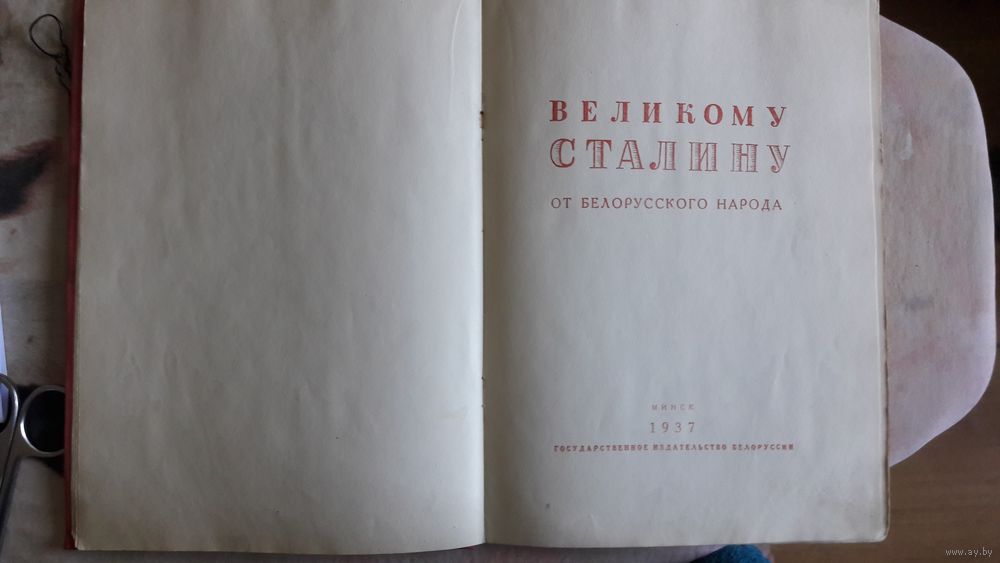 ВЕЛИКОМУ
СТАЛИНУ
ОТ БЕЛОРУССКОГО НАРОДА
МИНСК
1937
ГОСУДАРСТВЕННОЕ ИЗДАТЕЛЬСТВО БЕЛОРУССИИ
www.ay.by